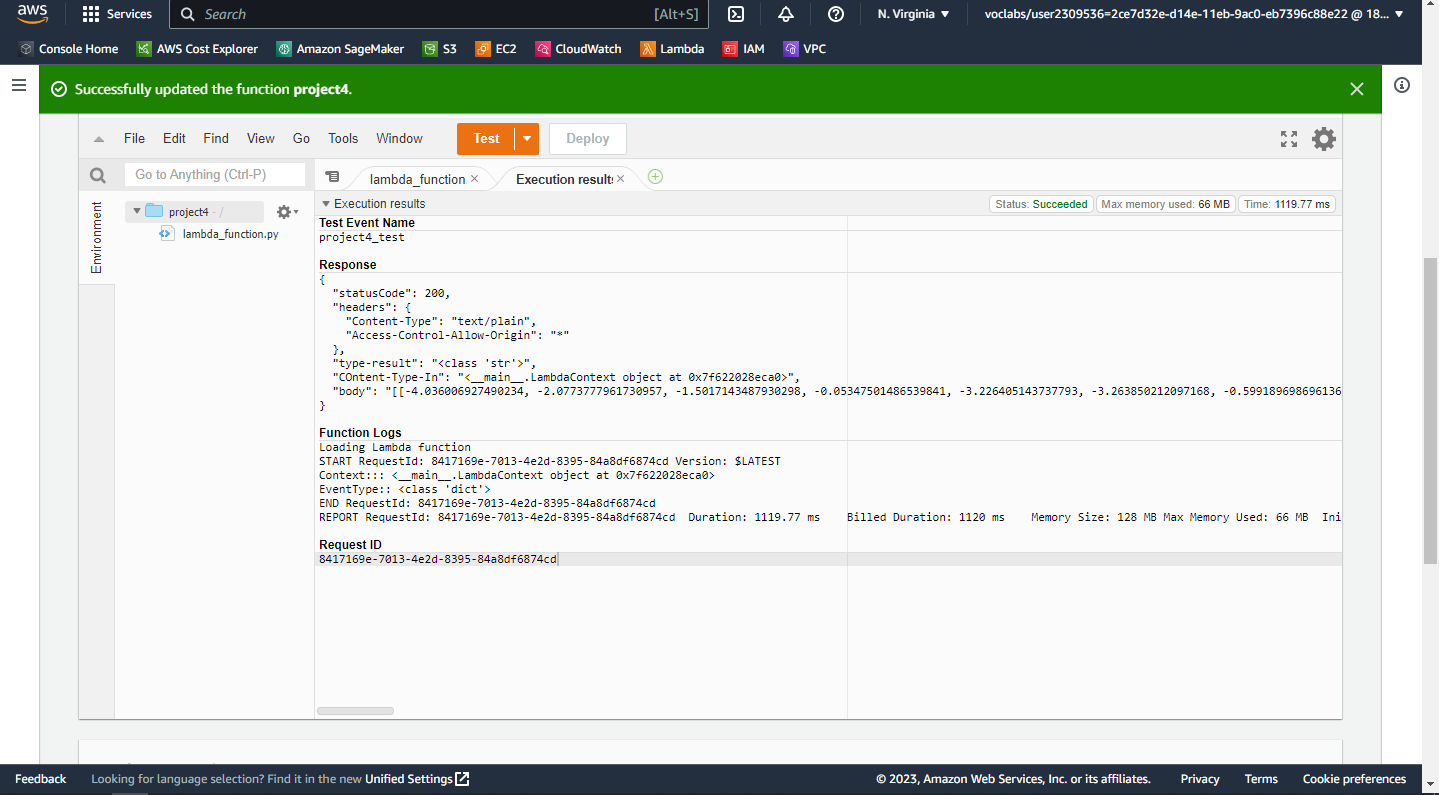 aws Services Search [Alt+S] N. Virginia voclabs/user2309536=2ce7d32e-d14e-11eb-9ac0-eb7396c88e22 @ 18...
Console Home AWS Cost Explorer Amazon SageMaker S3 EC2 CloudWatch Lambda IAM VPC
Successfully updated the function project4.
File Edit Find View Go Tools Window Test Deploy
Go to Anything (Ctrl-P) lambda_function Execution results
Execution results Status: Succeeded Max memory used: 66 MB Time: 1119.77 ms
Environment
project4 - /
lambda_function.py
Test Event Name
project4_test
Response
{
"statusCode": 200,
"headers": {
"Content-Type": "text/plain",
"Access-Control-Allow-Origin": "*"
},
"type-result": "<class 'str'>",
"COntent-Type-In": "<__main__.LambdaContext object at 0x7f622028eca0>",
"body": "[[-4.036006927490234, -2.0773777961730957, -1.5017143487930298, -0.05347501486539841, -3.226405143737793, -3.263850212097168, -0.599189698696136
}
Function Logs
Loading Lambda function
START RequestId: 8417169e-7013-4e2d-8395-84a8df6874cd Version: $LATEST
Context::: <__main__.LambdaContext object at 0x7f622028eca0>
EventType:: <class 'dict'>
END RequestId: 8417169e-7013-4e2d-8395-84a8df6874cd
REPORT RequestId: 8417169e-7013-4e2d-8395-84a8df6874cd Duration: 1119.77 ms Billed Duration: 1120 ms Memory Size: 128 MB Max Memory Used: 66 MB Ini
Request ID
8417169e-7013-4e2d-8395-84a8df6874cd
Feedback Looking for language selection? Find it in the new Unified Settings © 2023, Amazon Web Services, Inc. or its affiliates. Privacy Terms Cookie preferences